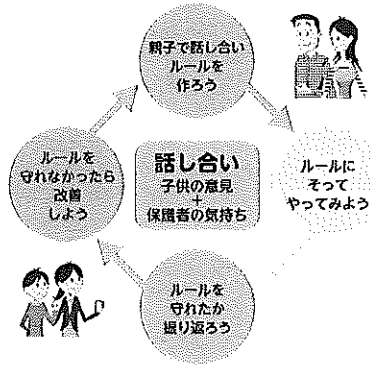 親子で話し合い
ルールを
作ろう
ルールに
そって
やってみよう
ルールを
守れたか
振り返ろう
ルールを
守れなかったら
改善
しよう
話し合い
子供の意見
+
保護者の気持ち